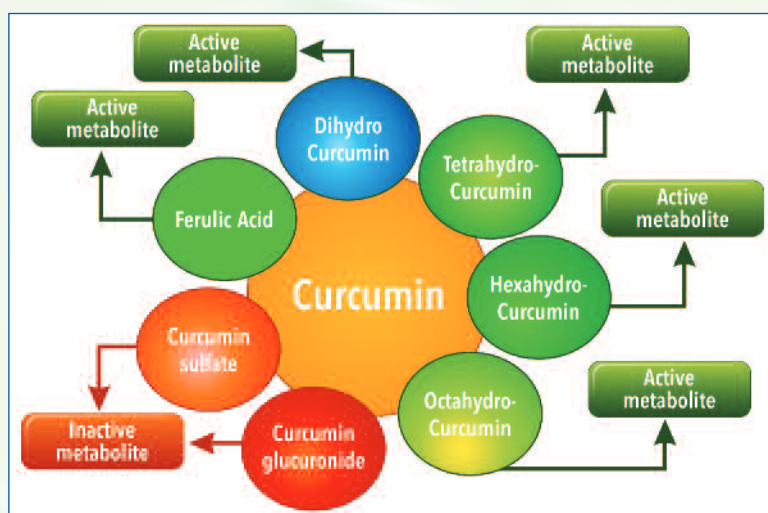 Active
metabolite
Active
metabolite
Active
metabolite
Dihydro
Curcumin
Tetrahydro-
Curcumin
Ferulic Acid
Active
metabolite
Curcumin
Hexahydro-
Curcumin
Curcumin
sulfate
Active
metabolite
Octahydro-
Curcumin
Inactive
metabolite
Curcumin
glucuronide